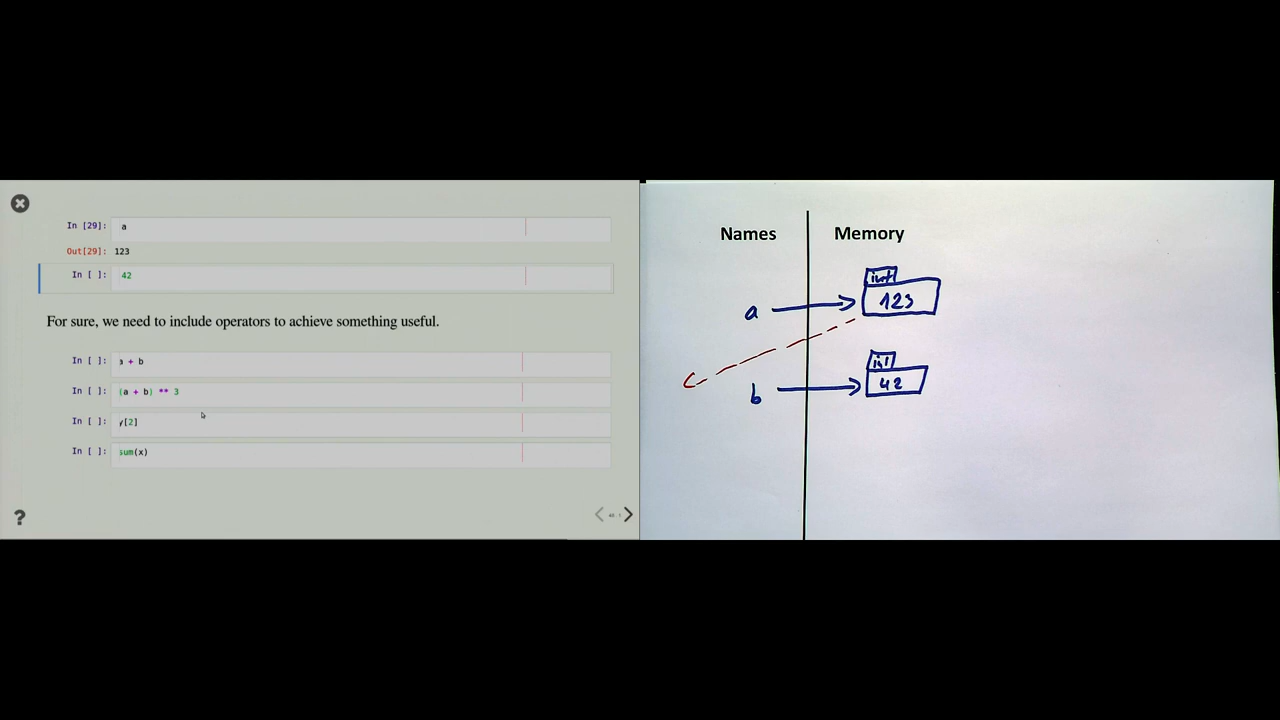 In [29]: a
Out[29]: 123
In [ ]: 42
For sure, we need to include operators to achieve something useful.
In [ ]: a + b
In [ ]: (a + b) ** 3
In [ ]: y[2]
In [ ]: sum(x)
?
Names Memory
int
a 123
int
b 42